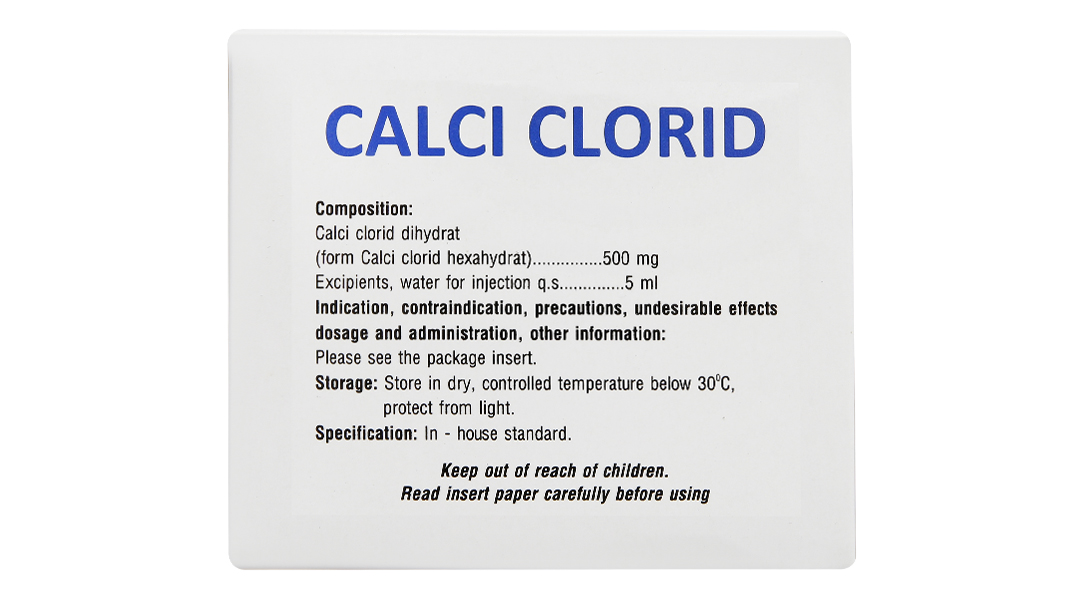 CALCI CLORID
Composition:
Calci clorid dihydrat
(form Calci clorid hexahydrat)...............500 mg
Excipients, water for injection q.s..............5 ml
Indication, contraindication, precautions, undesirable effects
dosage and administration, other information:
Please see the package insert.
Storage: Store in dry, controlled temperature below 30⁰C,
protect from light.
Specification: In - house standard.
Keep out of reach of children.
Read insert paper carefully before using